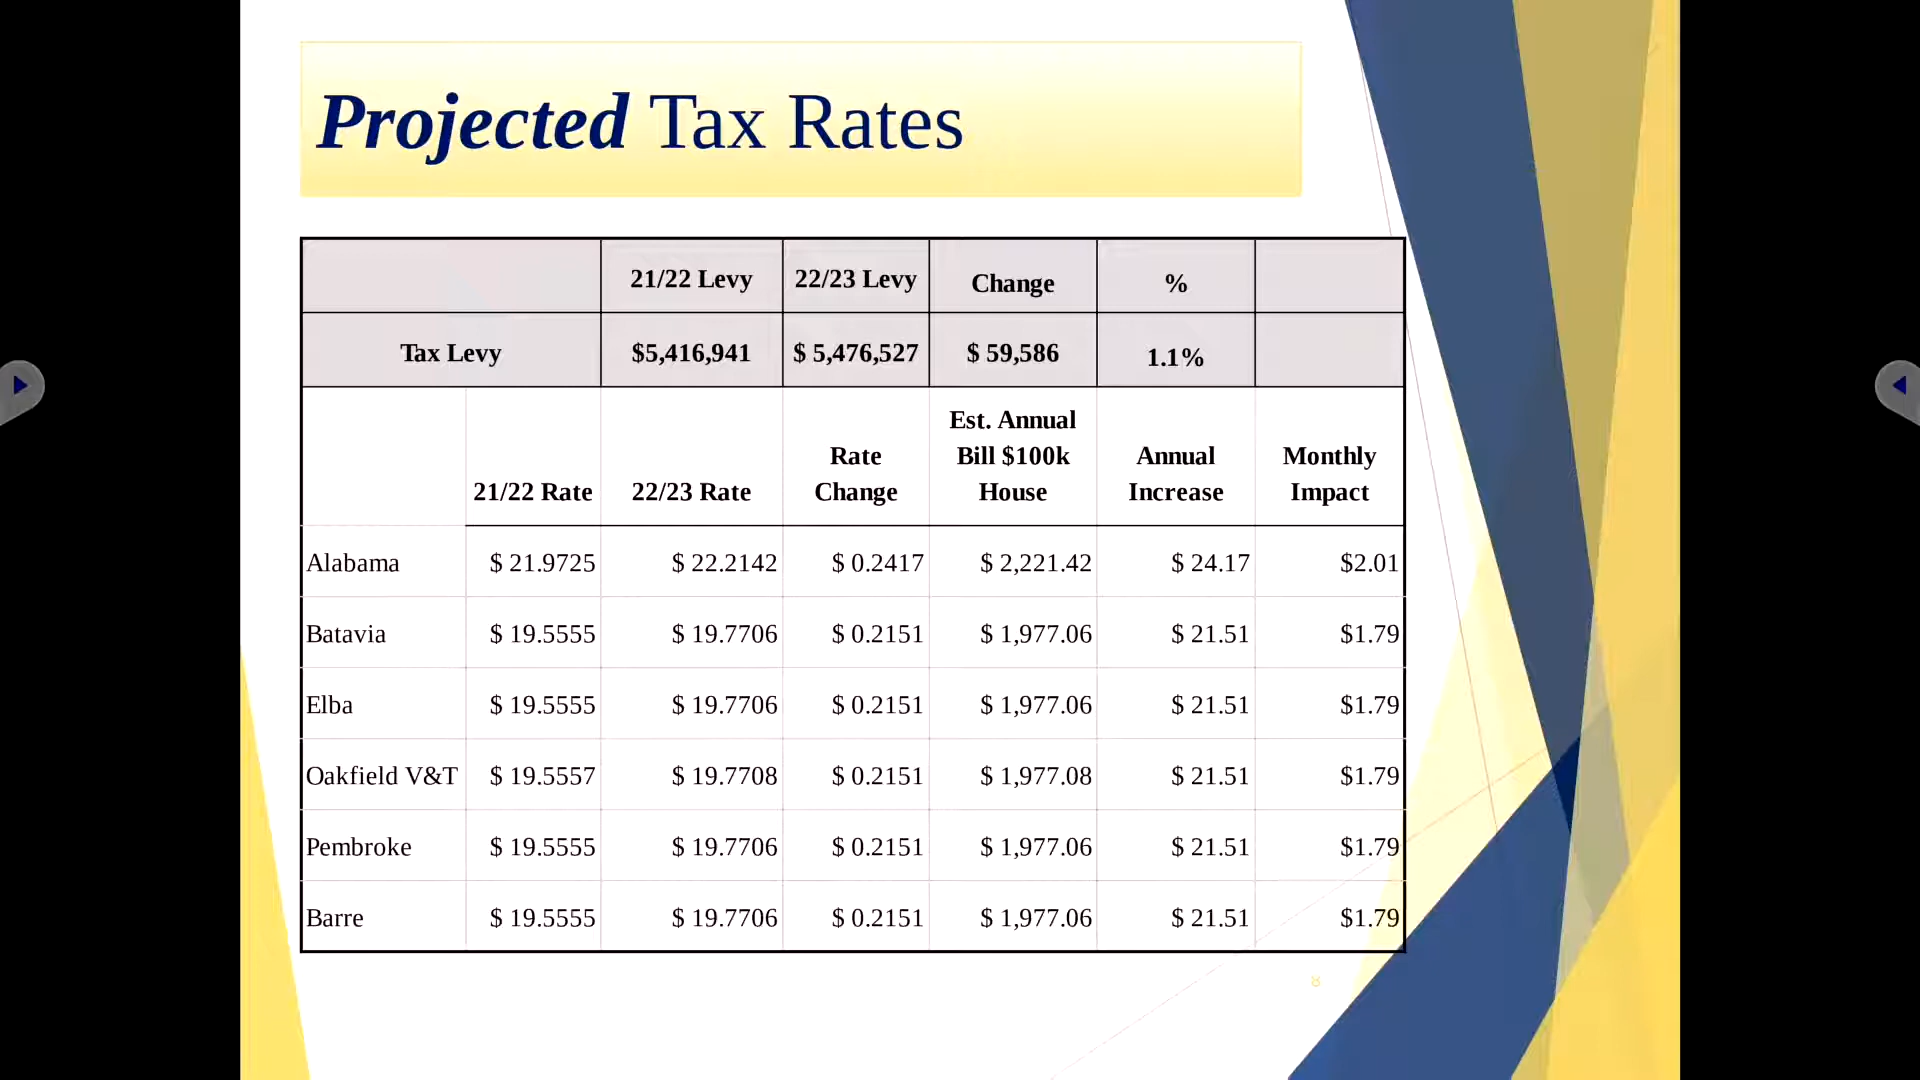 Projected Tax Rates
21/22 Levy 22/23 Levy Change %
Tax Levy $5,416,941 $ 5,476,527 $ 59,586 1.1%
21/22 Rate 22/23 Rate Rate Change Est. Annual Bill $100k House Annual Increase Monthly Impact
Alabama $ 21.9725 $ 22.2142 $ 0.2417 $ 2,221.42 $ 24.17 $2.01
Batavia $ 19.5555 $ 19.7706 $ 0.2151 $ 1,977.06 $ 21.51 $1.79
Elba $ 19.5555 $ 19.7706 $ 0.2151 $ 1,977.06 $ 21.51 $1.79
Oakfield V&T $ 19.5557 $ 19.7708 $ 0.2151 $ 1,977.08 $ 21.51 $1.79
Pembroke $ 19.5555 $ 19.7706 $ 0.2151 $ 1,977.06 $ 21.51 $1.79
Barre $ 19.5555 $ 19.7706 $ 0.2151 $ 1,977.06 $ 21.51 $1.79